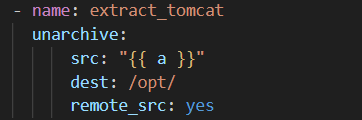 - name: extract_tomcat
  unarchive:
      src: "{{ a }}"
      dest: /opt/
      remote_src: yes